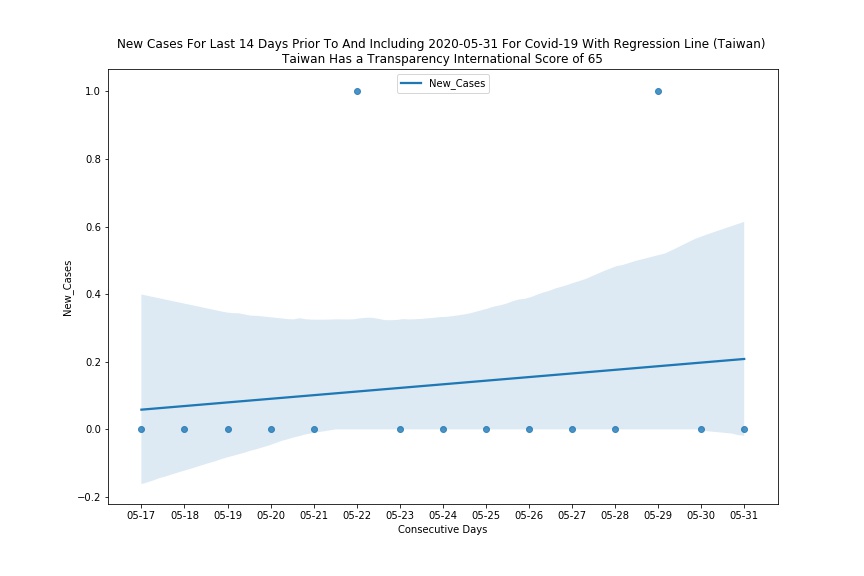 New Cases For Last 14 Days Prior To And Including 2020-05-31 For Covid-19 With Regression Line (Taiwan)
Taiwan Has a Transparency International Score of 65
New_Cases
1.0
0.8
0.6
0.4
0.2
0.0
−0.2
New_Cases
05-17 05-18 05-19 05-20 05-21 05-22 05-23 05-24 05-25 05-26 05-27 05-28 05-29 05-30 05-31
Consecutive Days